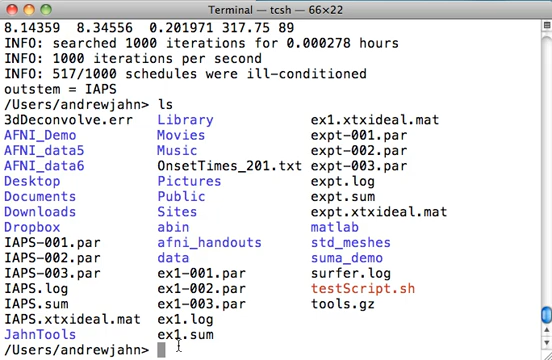 Terminal — tcsh — 66×22
8.14359  8.34556  0.201971 317.75 89
INFO: searched 1000 iterations for 0.000278 hours
INFO: 1000 iterations per second
INFO: 517/1000 schedules were ill-conditioned
outstem = IAPS
/Users/andrewjahn> ls
3dDeconvolve.err Library ex1.xtxideal.mat
AFNI_Demo Movies expt-001.par
AFNI_data5 Music expt-002.par
AFNI_data6 OnsetTimes_201.txt expt-003.par
Desktop Pictures expt.log
Documents Public expt.sum
Downloads Sites expt.xtxideal.mat
Dropbox abin matlab
IAPS-001.par afni_handouts std_meshes
IAPS-002.par data suma_demo
IAPS-003.par ex1-001.par surfer.log
IAPS.log ex1-002.par testScript.sh
IAPS.sum ex1-003.par tools.gz
IAPS.xtxideal.mat ex1.log
JahnTools ex1.sum
/Users/andrewjahn>